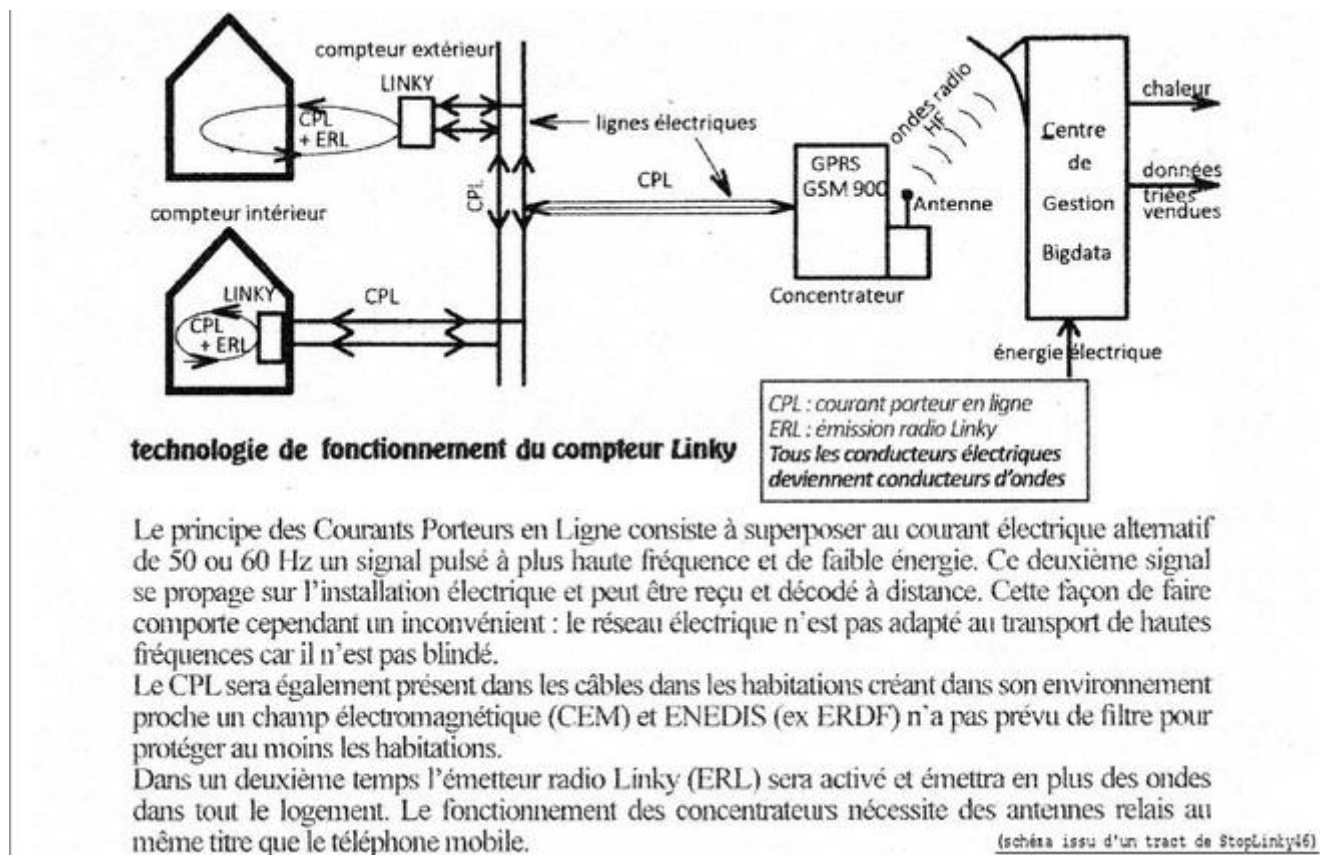 compteur extérieur
LINKY
CPL
+ ERL
lignes électriques
CPL
CPL
ondes radio
HF
GPRS
GSM 900
Antenne
Concentrateur
Centre
de
Gestion
Bigdata
chaleur
données
triées
vendues
énergie électrique
compteur intérieur
LINKY
CPL
CPL
+ ERL
CPL : courant porteur en ligne
ERL : émission radio Linky
Tous les conducteurs électriques
deviennent conducteurs d'ondes
technologie de fonctionnement du compteur Linky
Le principe des Courants Porteurs en Ligne consiste à superposer au courant électrique alternatif
de 50 ou 60 Hz un signal pulsé à plus haute fréquence et de faible énergie. Ce deuxième signal
se propage sur l'installation électrique et peut être reçu et décodé à distance. Cette façon de faire
comporte cependant un inconvénient : le réseau électrique n'est pas adapté au transport de hautes
fréquences car il n'est pas blindé.
Le CPL sera également présent dans les câbles dans les habitations créant dans son environnement
proche un champ électromagnétique (CEM) et ENEDIS (ex ERDF) n'a pas prévu de filtre pour
protéger au moins les habitations.
Dans un deuxième temps l'émetteur radio Linky (ERL) sera activé et émettra en plus des ondes
dans tout le logement. Le fonctionnement des concentrateurs nécessite des antennes relais au
même titre que le téléphone mobile.
(schéma issu d'un tract de StopLinky46)